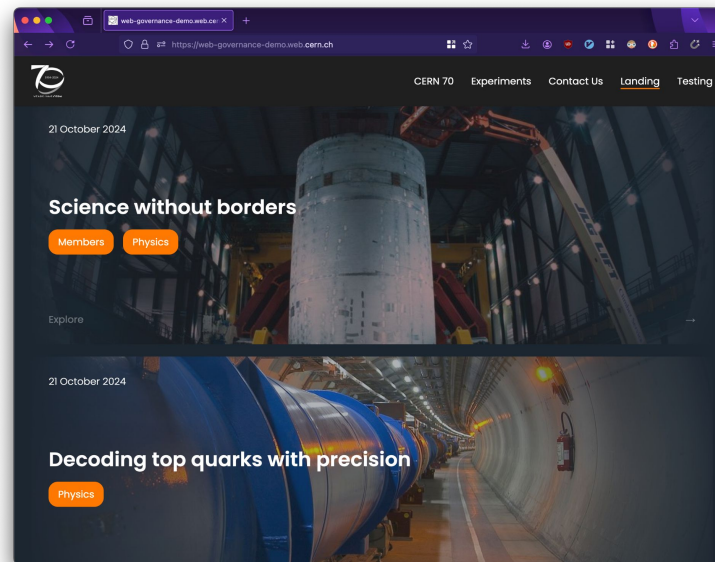 web-governance-demo.web.cer
https://web-governance-demo.web.cern.ch
CERN 70
Experiments
Contact Us
Landing
Testing
21 October 2024
Science without borders
Members
Physics
Explore →
21 October 2024
Decoding top quarks with precision
Physics